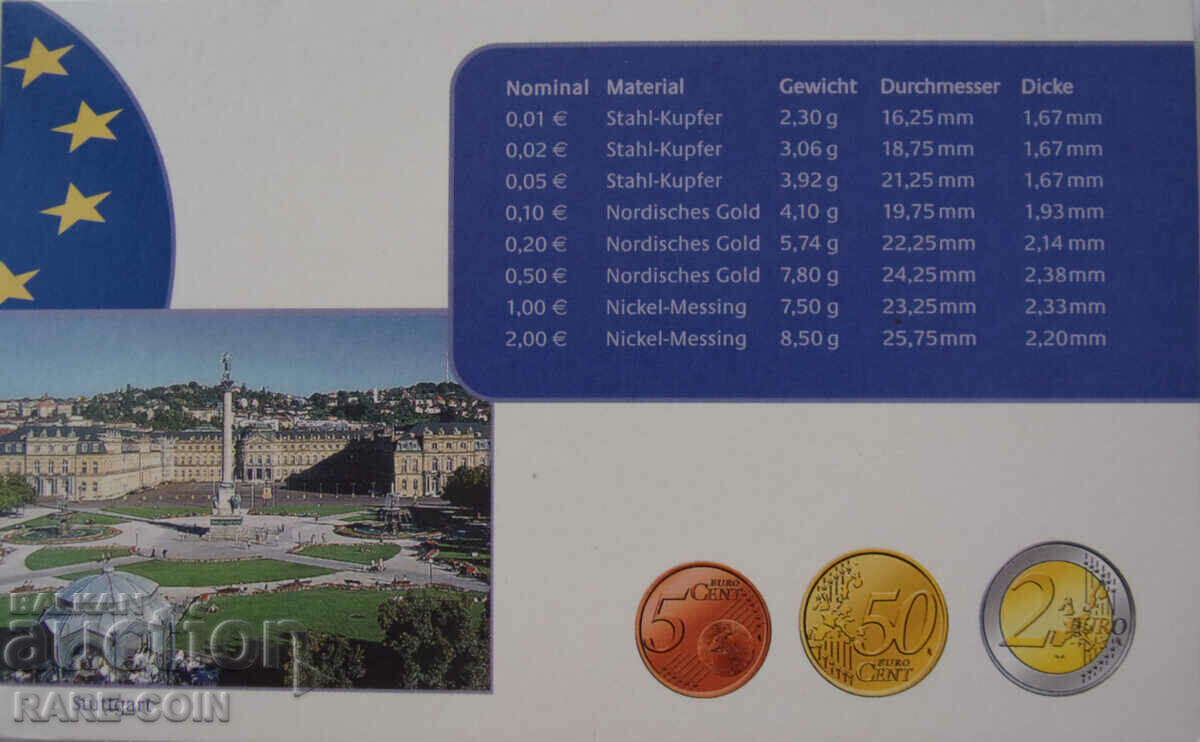 Nominal Material Gewicht Durchmesser Dicke
0,01 € Stahl-Kupfer 2,30 g 16,25 mm 1,67 mm
0,02 € Stahl-Kupfer 3,06 g 18,75 mm 1,67 mm
0,05 € Stahl-Kupfer 3,92 g 21,25 mm 1,67 mm
0,10 € Nordisches Gold 4,10 g 19,75 mm 1,93 mm
0,20 € Nordisches Gold 5,74 g 22,25 mm 2,14 mm
0,50 € Nordisches Gold 7,80 g 24,25 mm 2,38 mm
1,00 € Nickel-Messing 7,50 g 23,25 mm 2,33 mm
2,00 € Nickel-Messing 8,50 g 25,75 mm 2,20 mm
5 EURO CENT
50 EURO CENT
2 EURO
BALKAN
auction
Stuttgart
RARE-COIN